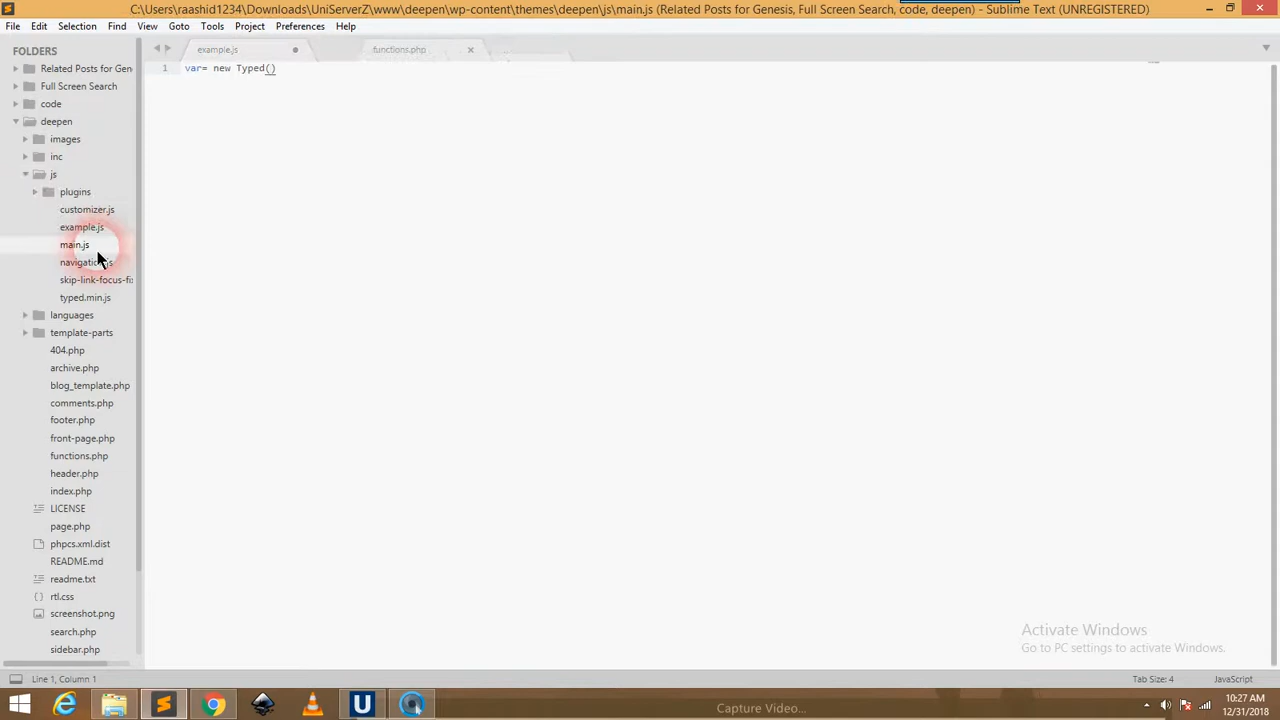 C:\Users\raashid1234\Downloads\UniServerZ\www\deepen\wp-content\themes\deepen\js\main.js (Related Posts for Genesis, Full Screen Search, code, deepen) - Sublime Text (UNREGISTERED)
File Edit Selection Find View Goto Tools Project Preferences Help
FOLDERS
example.js
functions.php
Related Posts for Gen
1 var= new Typed()
Full Screen Search
code
deepen
images
inc
js
plugins
customizer.js
example.js
main.js
skip-link-focus-fi
typed.min.js
languages
template-parts
404.php
archive.php
blog_template.php
comments.php
footer.php
front-page.php
functions.php
header.php
index.php
LICENSE
page.php
phpcs.xml.dist
README.md
readme.txt
rtl.css
screenshot.png
search.php
sidebar.php
Activate Windows
Go to PC settings to activate Windows.
Line 1, Column 1
Tab Size: 4
JavaScript
Capture Video...
10:27 AM
12/31/2018